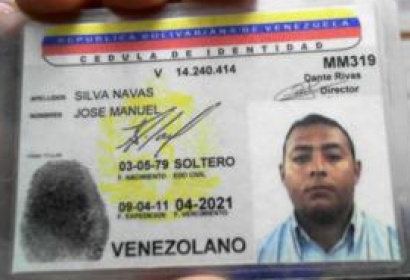 REPUBLICA BOLIVARIANA DE VENEZUELA
CEDULA DE IDENTIDAD
V 14.240.414
MM319
Dante Rivas
Director
APELLIDOS SILVA NAVAS
NOMBRES JOSE MANUEL
03-05-79 SOLTERO
F. NACIMIENTO EDO CIVIL
09-04-11 04-2021
F. EXPEDICION F. VENCIMIENTO
VENEZOLANO